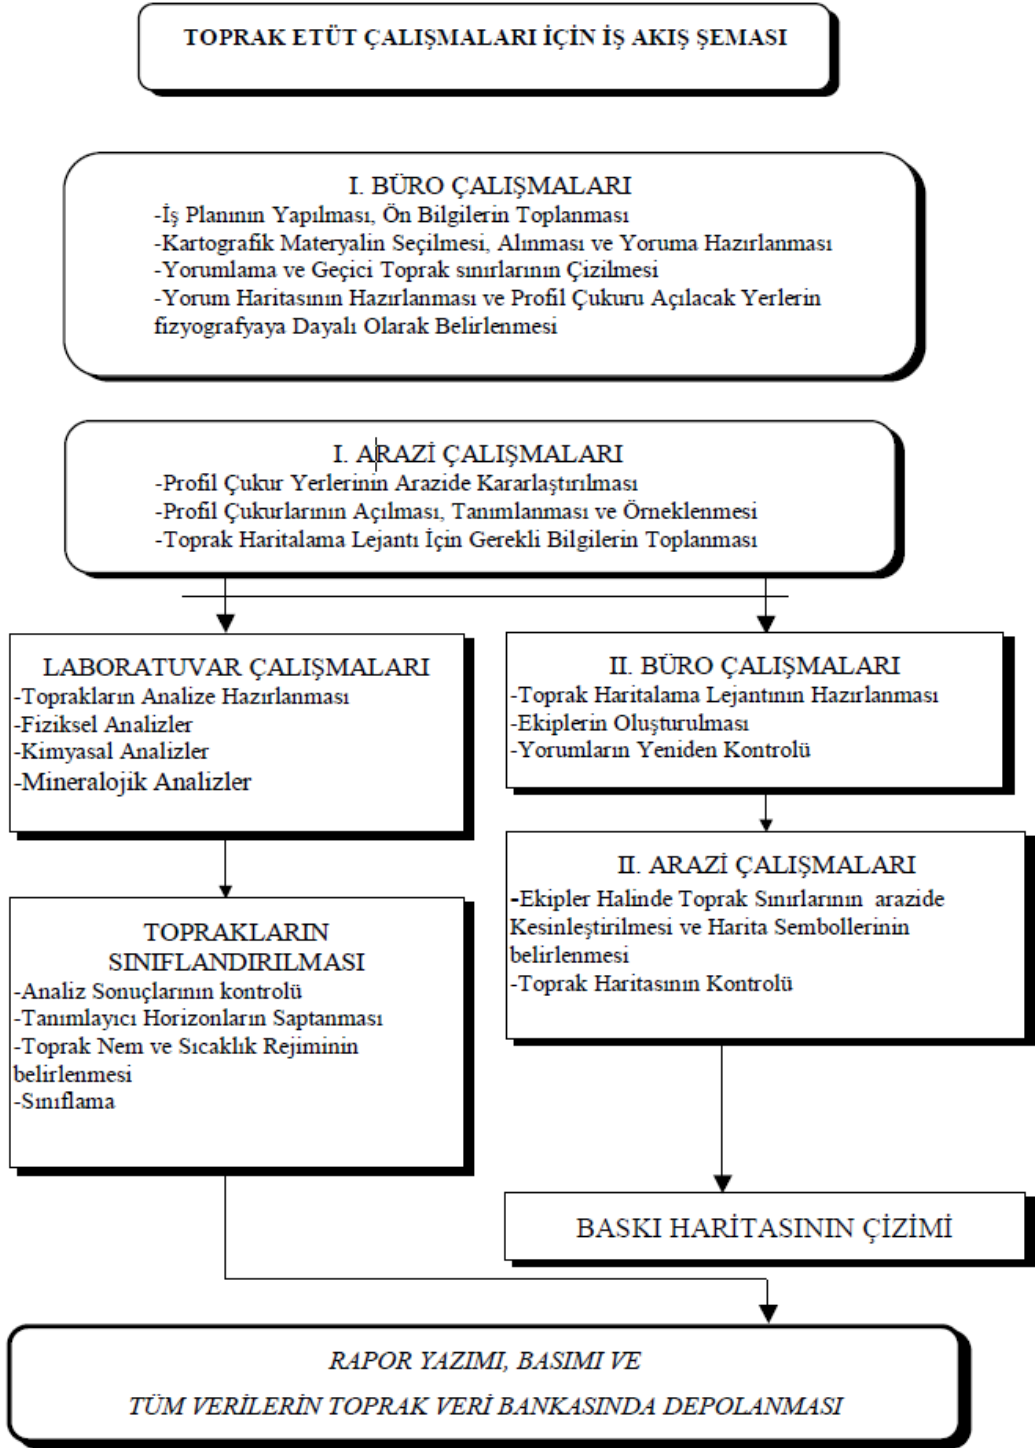 TOPRAK ETÜT ÇALIŞMALARI İÇİN İŞ AKIŞ ŞEMASI
I. BÜRO ÇALIŞMALARI
-İş Planının Yapılması, Ön Bilgilerin Toplanması
-Kartografik Materyalin Seçilmesi, Alınması ve Yoruma Hazırlanması
-Yorumlama ve Geçici Toprak sınırlarının Çizilmesi
-Yorum Haritasının Hazırlanması ve Profil Çukuru Açılacak Yerlerin
fizyografyaya Dayalı Olarak Belirlenmesi
I. ARAZİ ÇALIŞMALARI
-Profil Çukur Yerlerinin Arazide Kararlaştırılması
-Profil Çukurlarının Açılması, Tanımlanması ve Örneklenmesi
-Toprak Haritalama Lejantı İçin Gerekli Bilgilerin Toplanması
LABORATUVAR ÇALIŞMALARI
-Toprakların Analize Hazırlanması
-Fiziksel Analizler
-Kimyasal Analizler
-Mineralojik Analizler
II. BÜRO ÇALIŞMALARI
-Toprak Haritalama Lejantının Hazırlanması
-Ekiplerin Oluşturulması
-Yorumların Yeniden Kontrolü
TOPRAKLARIN
SINIFLANDIRILMASI
-Analiz Sonuçlarının kontrolü
-Tanımlayıcı Horizonların Saptanması
-Toprak Nem ve Sıcaklık Rejiminin
belirlenmesi
-Sınıflama
II. ARAZİ ÇALIŞMALARI
-Ekipler Halinde Toprak Sınırlarının arazide
Kesinleştirilmesi ve Harita Sembollerinin
belirlenmesi
-Toprak Haritasının Kontrolü
BASKI HARİTASININ ÇİZİMİ
RAPOR YAZIMI, BASIMI VE
TÜM VERİLERİN TOPRAK VERİ BANKASINDA DEPOLANMASI